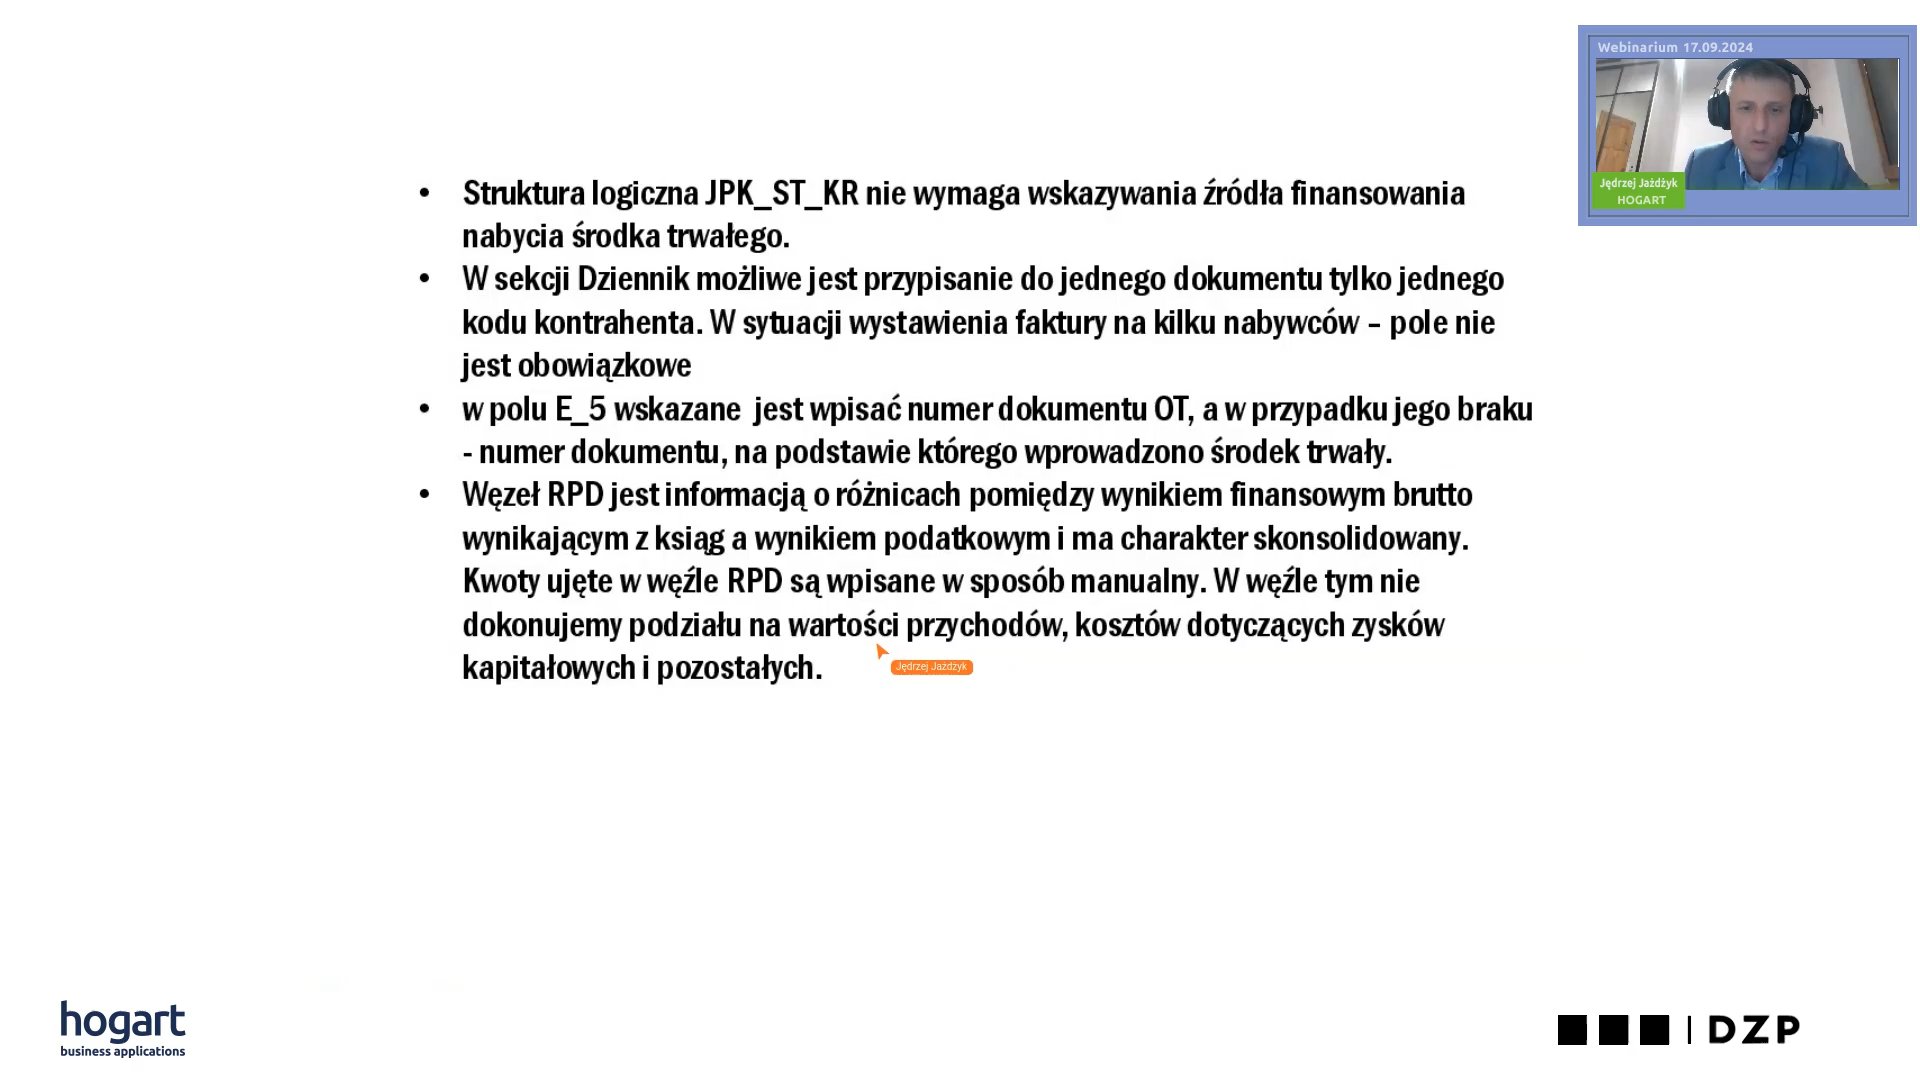 Webinarium 17.09.2024
Jędrzej Jażdżyk
HOGART
• Struktura logiczna JPK_ST_KR nie wymaga wskazywania źródła finansowania
nabycia środka trwałego.
• W sekcji Dziennik możliwe jest przypisanie do jednego dokumentu tylko jednego
kodu kontrahenta. W sytuacji wystawienia faktury na kilku nabywców – pole nie
jest obowiązkowe
• w polu E_5 wskazane jest wpisać numer dokumentu OT, a w przypadku jego braku
- numer dokumentu, na podstawie którego wprowadzono środek trwały.
• Węzeł RPD jest informacją o różnicach pomiędzy wynikiem finansowym brutto
wynikającym z ksiąg a wynikiem podatkowym i ma charakter skonsolidowany.
Kwoty ujęte w węźle RPD są wpisane w sposób manualny. W węźle tym nie
dokonujemy podziału na wartości przychodów, kosztów dotyczących zysków
kapitałowych i pozostałych.
Jędrzej Jażdżyk
hogart
business applications
DZP